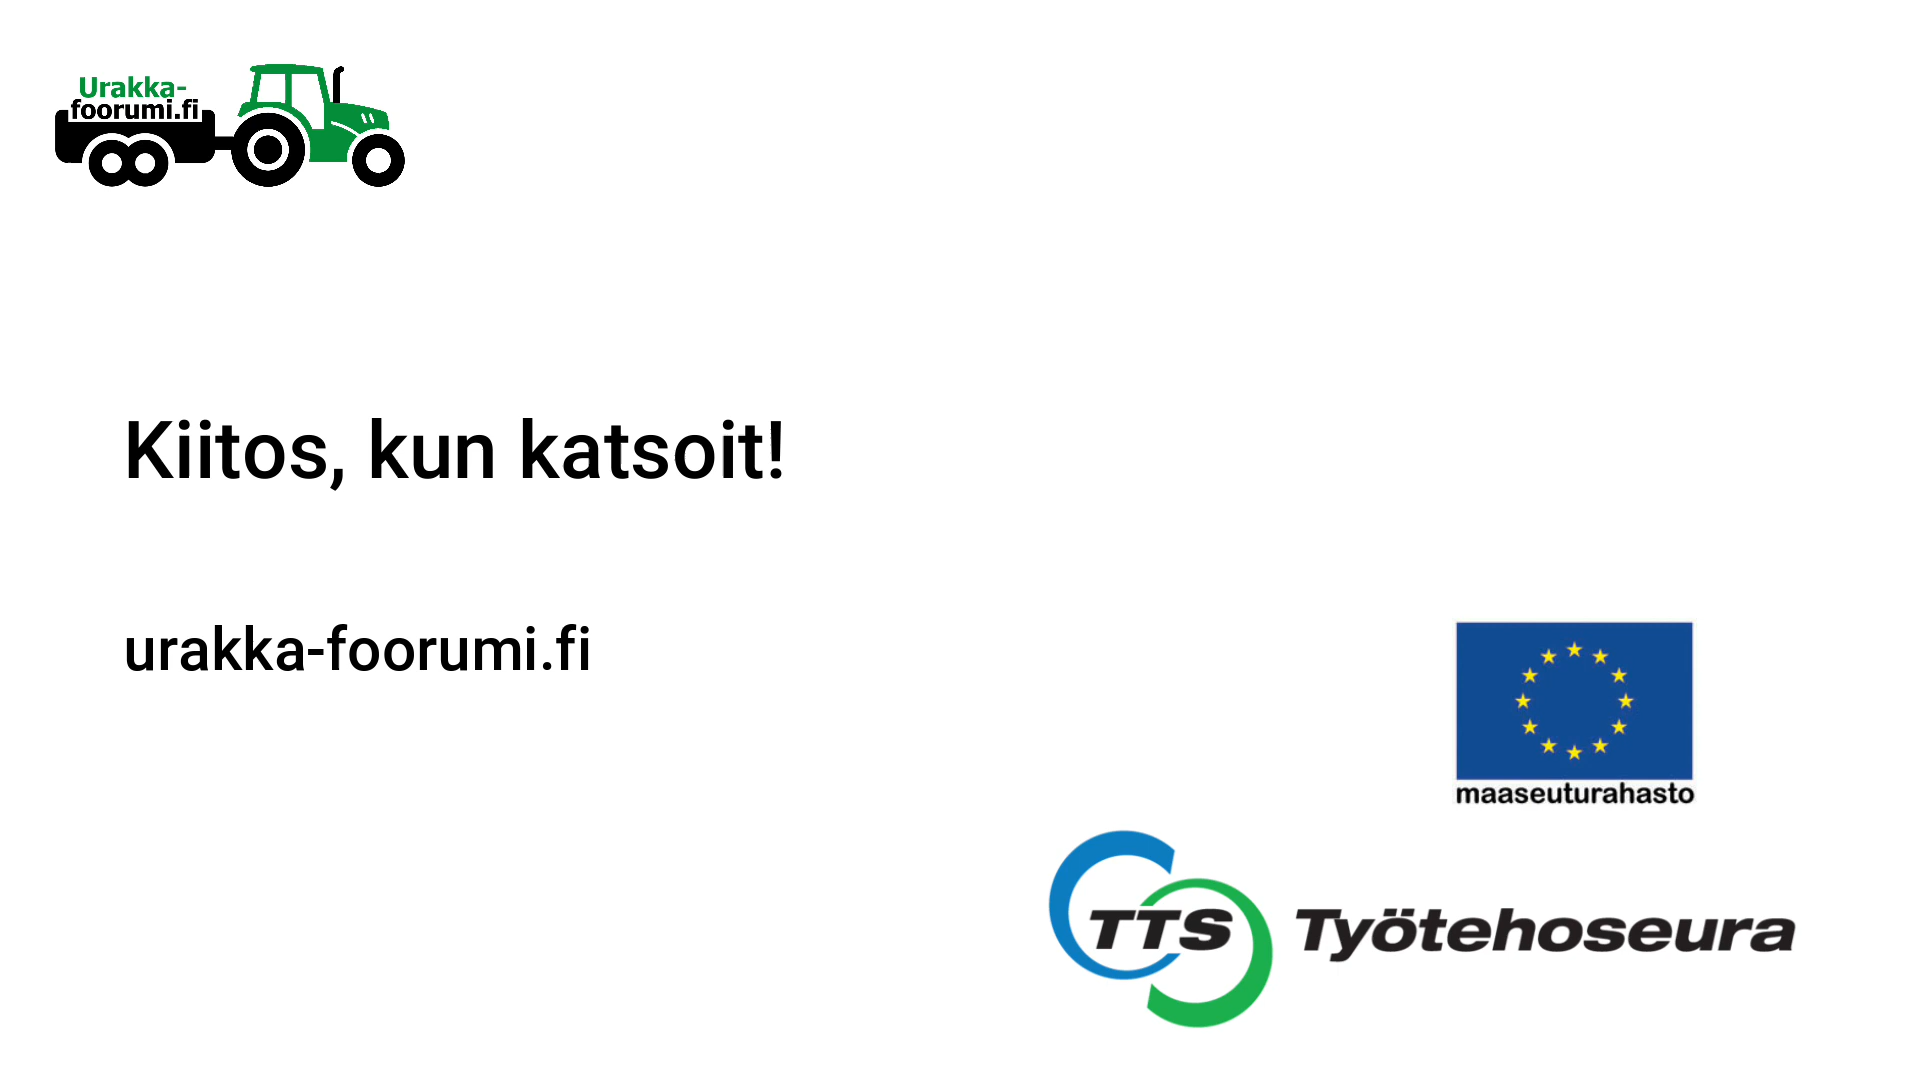 Urakka-
foorumi.fi
Kiitos, kun katsoit!
urakka-foorumi.fi
maaseuturahasto
TTS Työtehoseura